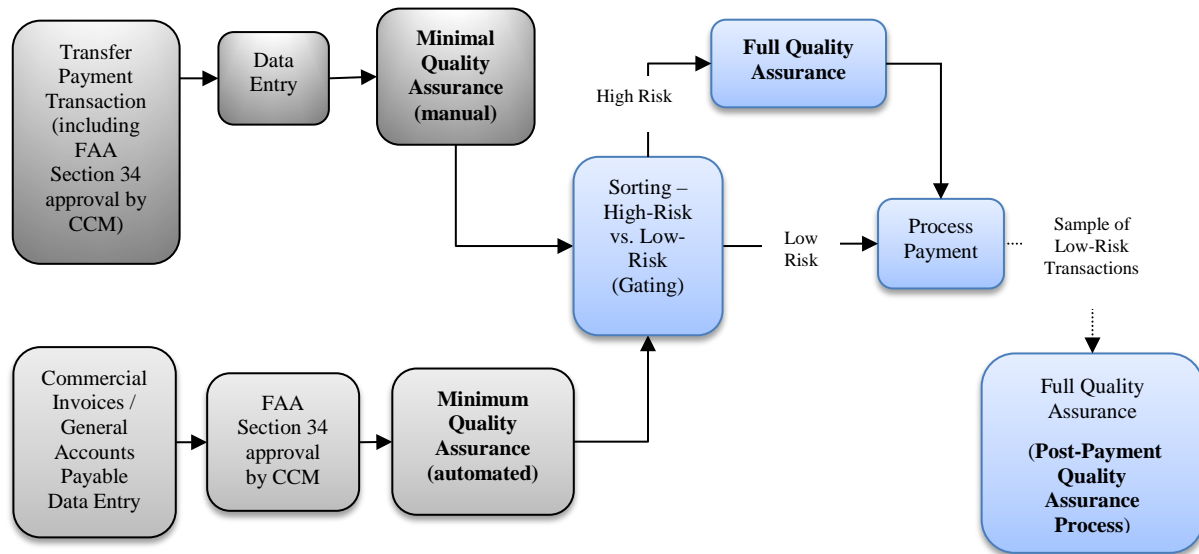 Transfer
Payment
Transaction
(including
FAA
Section 34
approval by
CCM)
Data
Entry
Minimal
Quality
Assurance
(manual)
High Risk
Full Quality
Assurance
Sorting –
High-Risk
vs. Low-
Risk
(Gating)
Low
Risk
Process
Payment
Sample of
Low-Risk
Transactions
Commercial
Invoices /
General
Accounts
Payable
Data Entry
FAA
Section 34
approval
by CCM
Minimum
Quality
Assurance
(automated)
Full Quality
Assurance
(Post-Payment
Quality
Assurance
Process)